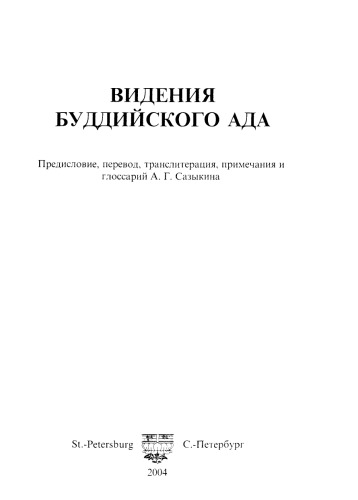 ВИДЕНИЯ
БУДДИЙСКОГО АДА
Предисловие, перевод, транслитерация, примечания и
глоссарий А. Г. Сазыкина
St.-Petersburg С.-Петербург
2004